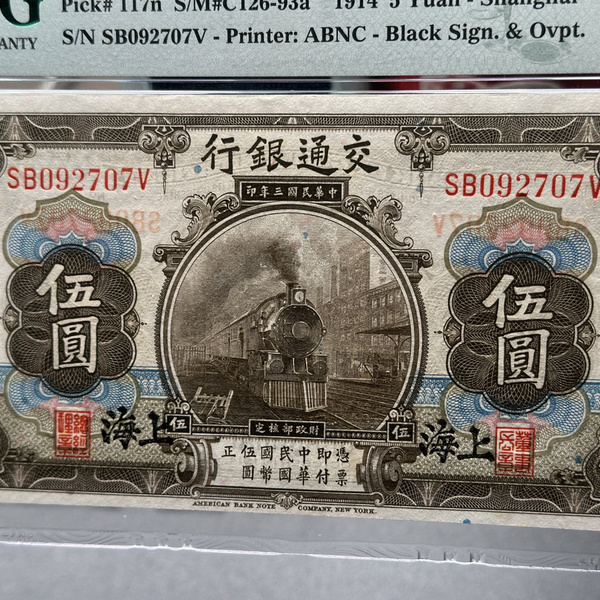 Pick# 117n S/M#C126-93a 1914 5 Yuan - Shanghai
RANTY
S/N SB092707V - Printer: ABNC - Black Sign. & Ovpt.
行銀通交
SB092707V
SB092707V
印年三國民華中
伍圓
伍圓
海上
伍
定核部政財
伍
海上
正伍國民中即憑
圓幣國華付票
AMERICAN BANK NOTE COMPANY, NEW YORK.